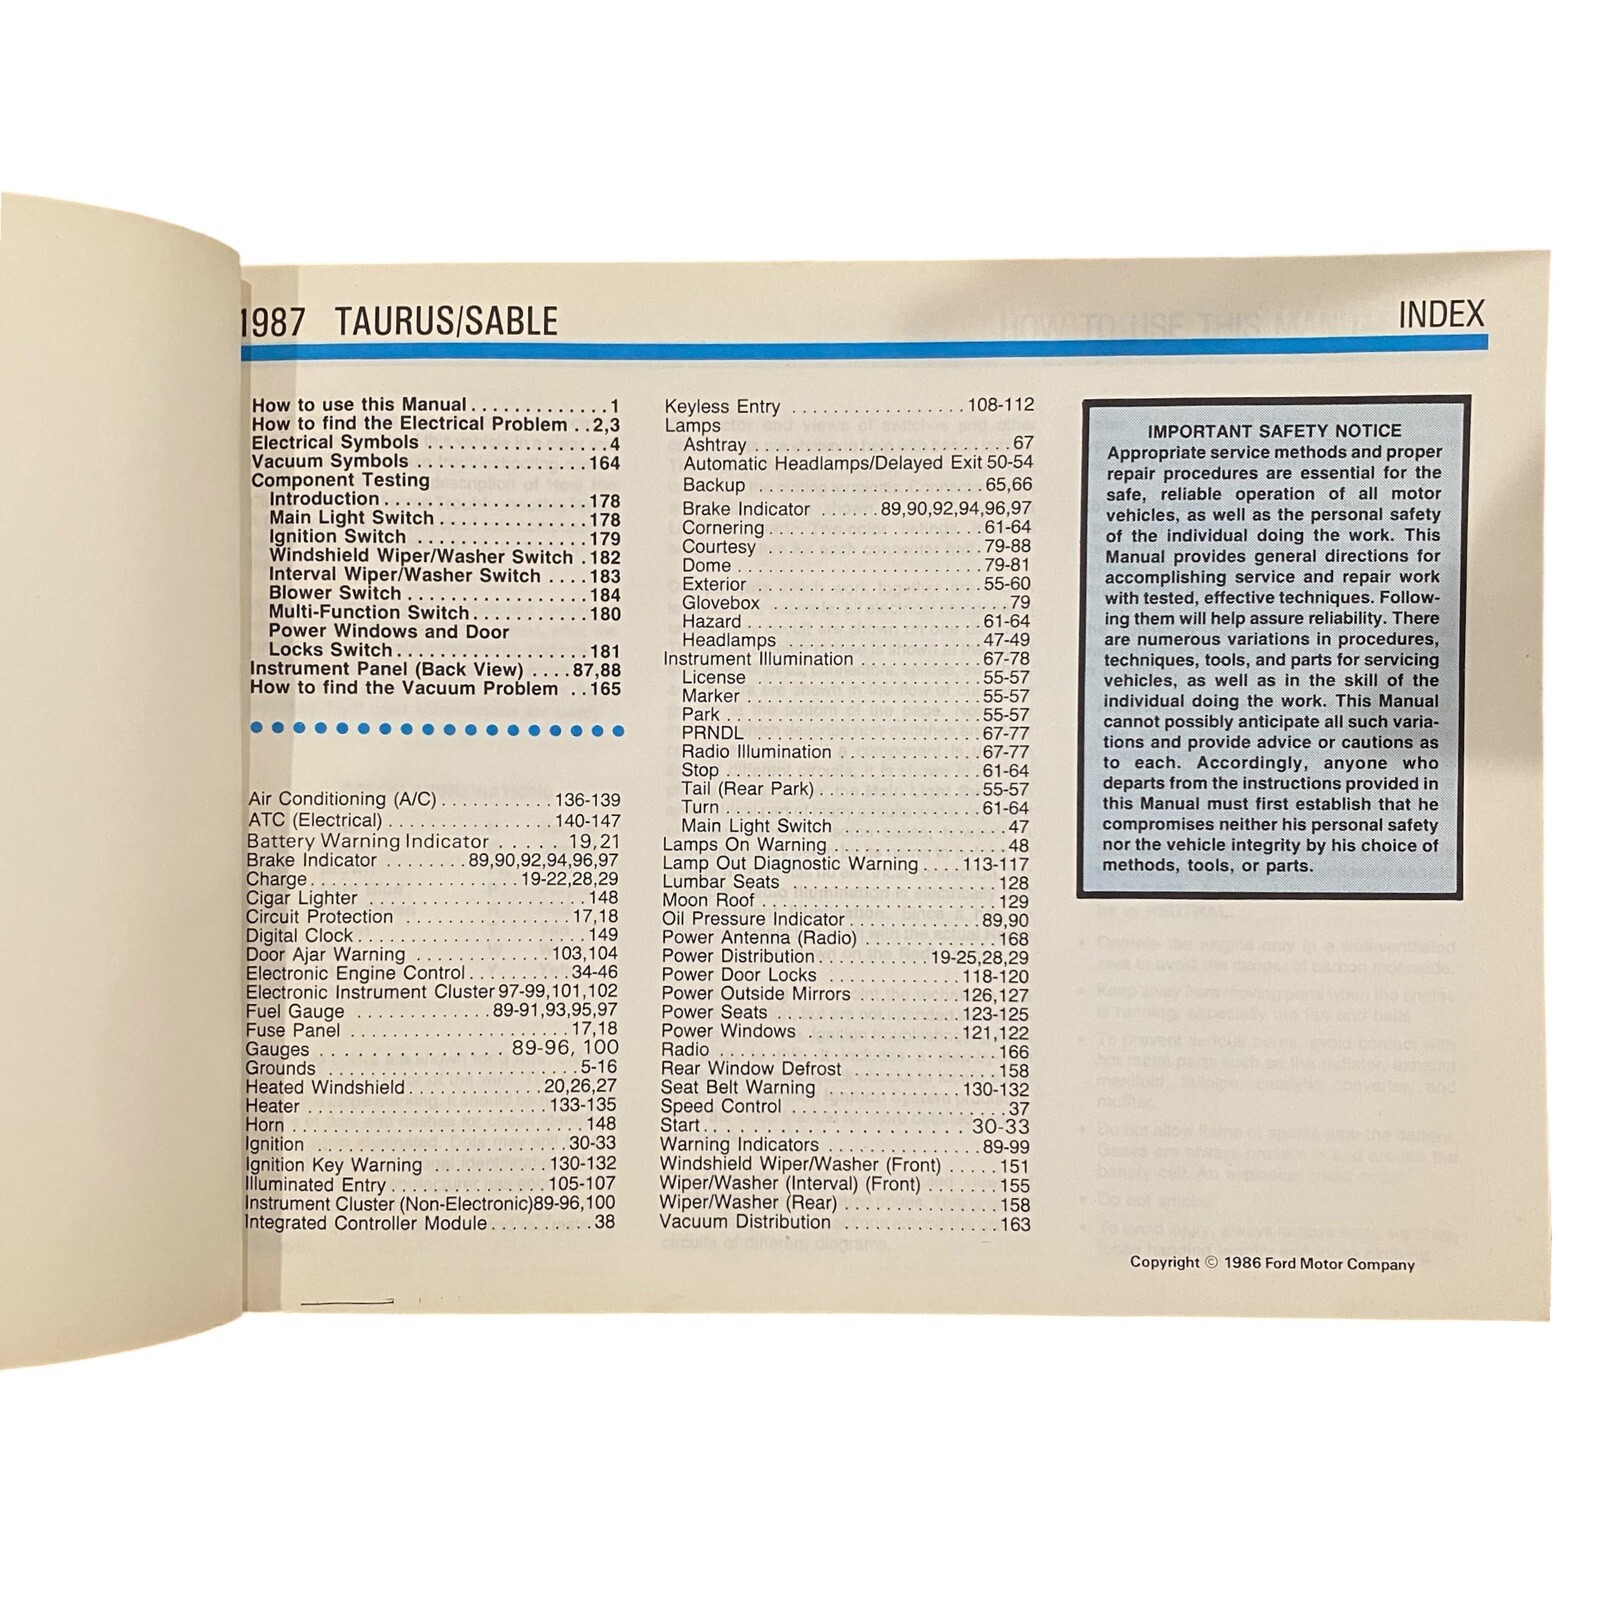 1987 TAURUS/SABLE
INDEX
How to use this Manual . . . . . . . . . . . . . 1
How to find the Electrical Problem . . 2,3
Electrical Symbols . . . . . . . . . . . . . . . 4
Vacuum Symbols . . . . . . . . . . . . . . . 164
Component Testing
Introduction . . . . . . . . . . . . . . . . . . 178
Main Light Switch . . . . . . . . . . . . . 178
Ignition Switch . . . . . . . . . . . . . . . 179
Windshield Wiper/Washer Switch . 182
Interval Wiper/Washer Switch . . . . 183
Blower Switch . . . . . . . . . . . . . . . . 184
Multi-Function Switch . . . . . . . . . . . 180
Power Windows and Door
Locks Switch . . . . . . . . . . . . . . . . . 181
Instrument Panel (Back View) . . . . 87,88
How to find the Vacuum Problem . . 165
Air Conditioning (A/C) . . . . . . . . . . . 136-139
ATC (Electrical) . . . . . . . . . . . . . . . . 140-147
Battery Warning Indicator . . . . . 19,21
Brake Indicator . . . . . . . . 89,90,92,94,96,97
Charge . . . . . . . . . . . . . . . . . . . . 19-22,28,29
Cigar Lighter . . . . . . . . . . . . . . . . . . . . . . 148
Circuit Protection . . . . . . . . . . . . . . . . 17,18
Digital Clock . . . . . . . . . . . . . . . . . . . . . . 149
Door Ajar Warning . . . . . . . . . . . . . 103,104
Electronic Engine Control . . . . . . . . . . 34-46
Electronic Instrument Cluster 97-99,101,102
Fuel Gauge . . . . . . . . . . . . . 89-91,93,95,97
Fuse Panel . . . . . . . . . . . . . . . . . . . . . 17,18
Gauges . . . . . . . . . . . . . . . 89-96, 100
Grounds . . . . . . . . . . . . . . . . . . . . . . . . 5-16
Heated Windshield . . . . . . . . . . . . . 20,26,27
Heater . . . . . . . . . . . . . . . . . . . . . . . 133-135
Horn . . . . . . . . . . . . . . . . . . . . . . . . . . . . 148
Ignition . . . . . . . . . . . . . . . . . . . . . . . . 30-33
Ignition Key Warning . . . . . . . . . . . . 130-132
Illuminated Entry . . . . . . . . . . . . . . . 105-107
Instrument Cluster (Non-Electronic)89-96,100
Integrated Controller Module . . . . . . . . . . 38
Keyless Entry . . . . . . . . . . . . . . . . . 108-112
Lamps
Ashtray . . . . . . . . . . . . . . . . . . . . . . . . . 67
Automatic Headlamps/Delayed Exit 50-54
Backup . . . . . . . . . . . . . . . . . . . . . . . 65,66
Brake Indicator . . . . . . 89,90,92,94,96,97
Cornering . . . . . . . . . . . . . . . . . . . . . 61-64
Courtesy . . . . . . . . . . . . . . . . . . . . . . 79-88
Dome . . . . . . . . . . . . . . . . . . . . . . . . 79-81
Exterior . . . . . . . . . . . . . . . . . . . . . . . 55-60
Glovebox . . . . . . . . . . . . . . . . . . . . . . . 79
Hazard . . . . . . . . . . . . . . . . . . . . . . . 61-64
Headlamps . . . . . . . . . . . . . . . . . . . . 47-49
Instrument Illumination . . . . . . . . . . . . 67-78
License . . . . . . . . . . . . . . . . . . . . . . . 55-57
Marker . . . . . . . . . . . . . . . . . . . . . . . 55-57
Park . . . . . . . . . . . . . . . . . . . . . . . . . 55-57
PRNDL . . . . . . . . . . . . . . . . . . . . . . 67-77
Radio Illumination . . . . . . . . . . . . . . 67-77
Stop . . . . . . . . . . . . . . . . . . . . . . . . . 61-64
Tail (Rear Park) . . . . . . . . . . . . . . . . 55-57
Turn . . . . . . . . . . . . . . . . . . . . . . . . . 61-64
Main Light Switch . . . . . . . . . . . . . . . . 47
Lamps On Warning . . . . . . . . . . . . . . . . . 48
Lamp Out Diagnostic Warning . . . . 113-117
Lumbar Seats . . . . . . . . . . . . . . . . . . . . 128
Moon Roof . . . . . . . . . . . . . . . . . . . . . . . 129
Oil Pressure Indicator . . . . . . . . . . . . . 89,90
Power Antenna (Radio) . . . . . . . . . . . . . 168
Power Distribution . . . . . . . . . . . 19-25,28,29
Power Door Locks . . . . . . . . . . . . . . 118-120
Power Outside Mirrors . . . . . . . . . . . 126,127
Power Seats . . . . . . . . . . . . . . . . . . . 123-125
Power Windows . . . . . . . . . . . . . . . . 121,122
Radio . . . . . . . . . . . . . . . . . . . . . . . . . . . 166
Rear Window Defrost . . . . . . . . . . . . . . . 158
Seat Belt Warning . . . . . . . . . . . . . . 130-132
Speed Control . . . . . . . . . . . . . . . . . . . . . 37
Start . . . . . . . . . . . . . . . . . . . . . . 30-33
Warning Indicators . . . . . . . . . . . . . . . 89-99
Windshield Wiper/Washer (Front) . . . . . 151
Wiper/Washer (Interval) (Front) . . . . . . . 155
Wiper/Washer (Rear) . . . . . . . . . . . . . . . 158
Vacuum Distribution . . . . . . . . . . . . . . . . 163
IMPORTANT SAFETY NOTICE
Appropriate service methods and proper
repair procedures are essential for the
safe, reliable operation of all motor
vehicles, as well as the personal safety
of the individual doing the work. This
Manual provides general directions for
accomplishing service and repair work
with tested, effective techniques. Follow-
ing them will help assure reliability. There
are numerous variations in procedures,
techniques, tools, and parts for servicing
vehicles, as well as in the skill of the
individual doing the work. This Manual
cannot possibly anticipate all such varia-
tions and provide advice or cautions as
to each. Accordingly, anyone who
departs from the instructions provided in
this Manual must first establish that he
compromises neither his personal safety
nor the vehicle integrity by his choice of
methods, tools, or parts.
Copyright © 1986 Ford Motor Company